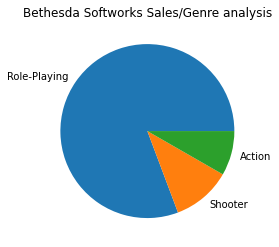 Bethesda Softworks Sales/Genre analysis
Role-Playing
Action
Shooter